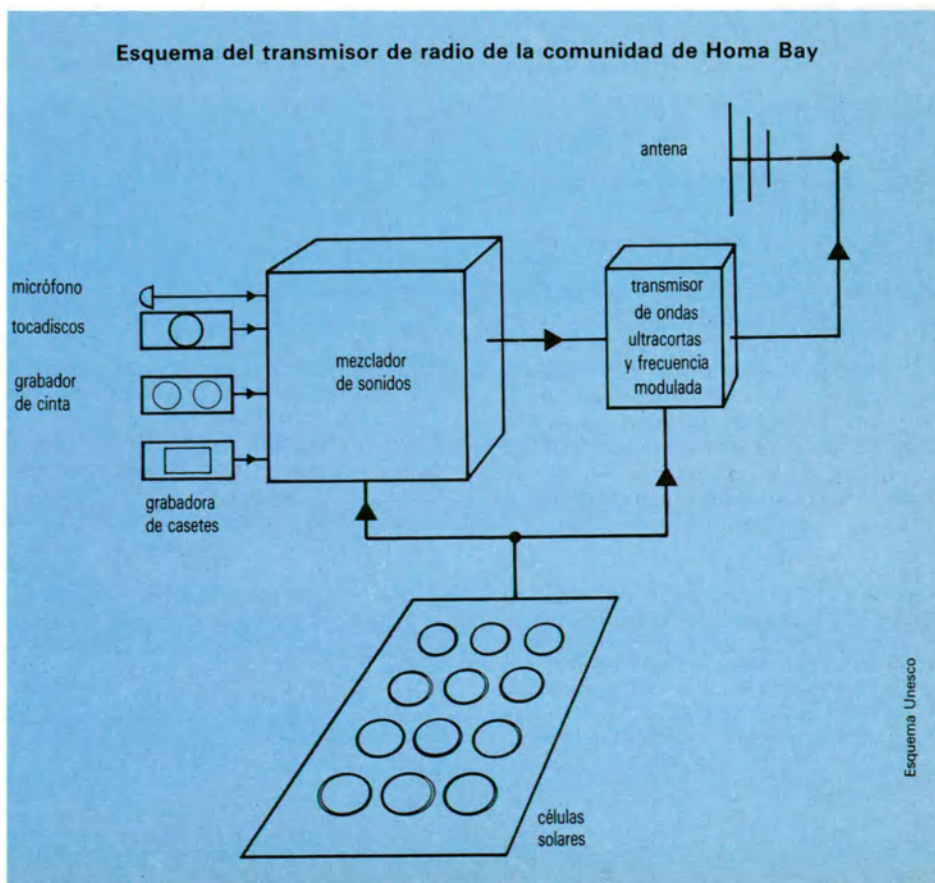 Esquema del transmisor de radio de la comunidad de Homa Bay
antena
micrófono
tocadiscos
grabador
de cinta
grabadora
de casetes
mezclador
de sonidos
transmisor
de ondas
ultracortas
y frecuencia
modulada
células
solares
Esquema Unesco